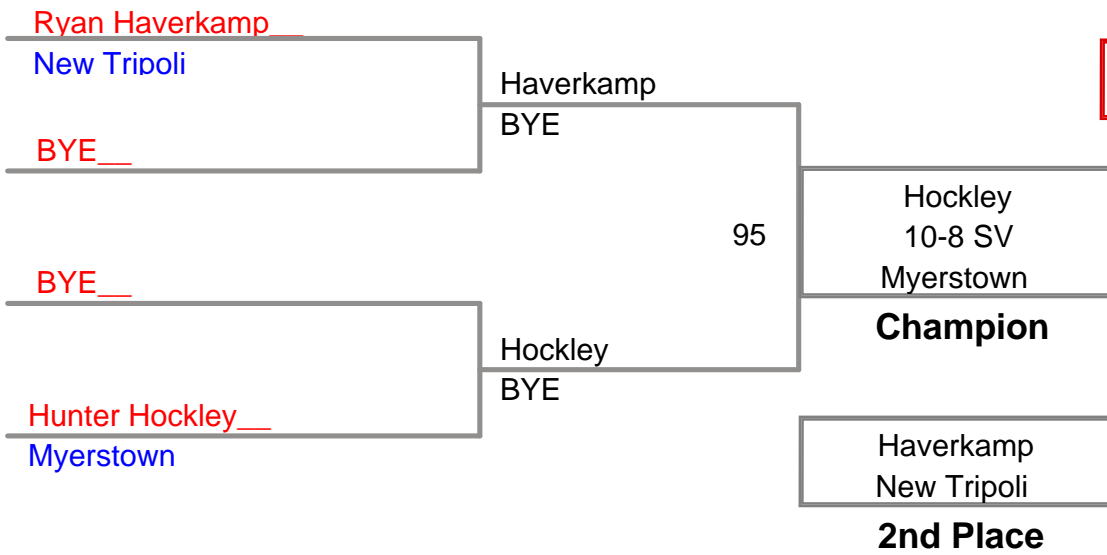 Ryan Haverkamp__
New Tripoli
BYE__
BYE__
Hunter Hockley__
Myerstown
Haverkamp
BYE
95
Hockley
BYE
Hockley
10-8 SV
Myerstown
Champion
Haverkamp
New Tripoli
2nd Place